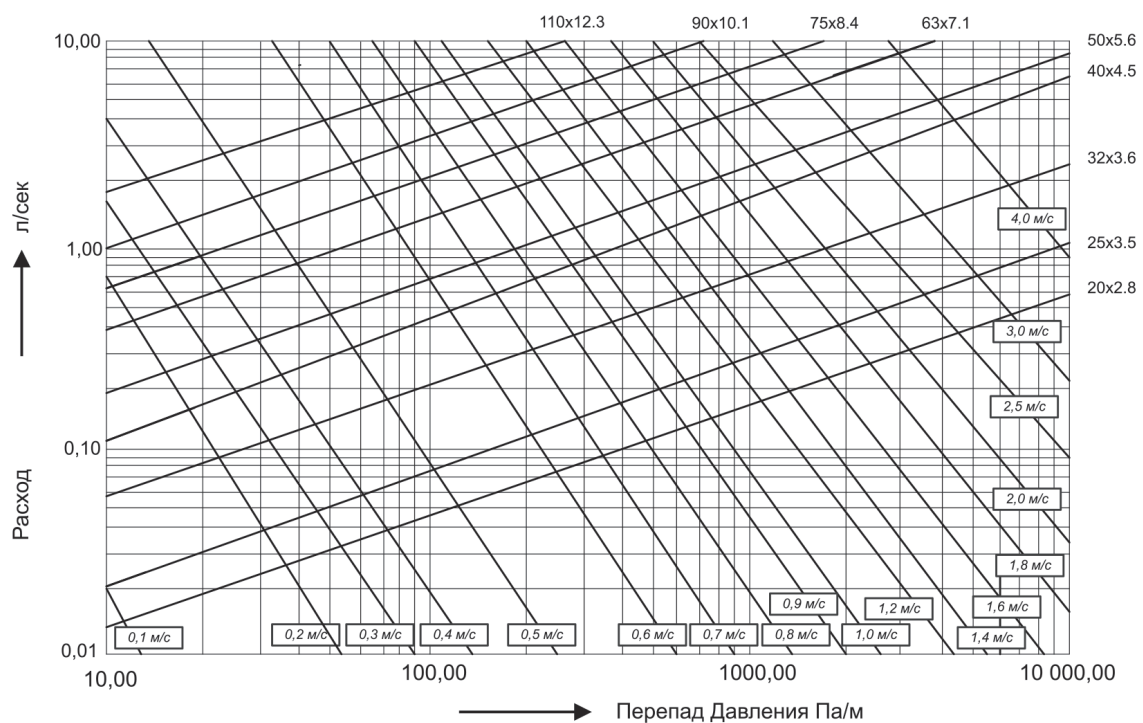 110x12.3
90x10.1
75x8.4
63x7.1
10,00
50x5.6
40x4.5
32x3.6
л/сек
4,0 м/с
1,00
25x3.5
20x2.8
3,0 м/с
2,5 м/с
0,10
Расход
2,0 м/с
1,8 м/с
0,9 м/с
1,2 м/с
1,6 м/с
0,1 м/с
0,2 м/с
0,3 м/с
0,4 м/с
0,5 м/с
0,6 м/с
0,7 м/с
0,8 м/с
1,0 м/с
1,4 м/с
0,01
10,00
100,00
1000,00
10 000,00
Перепад Давления Па/м